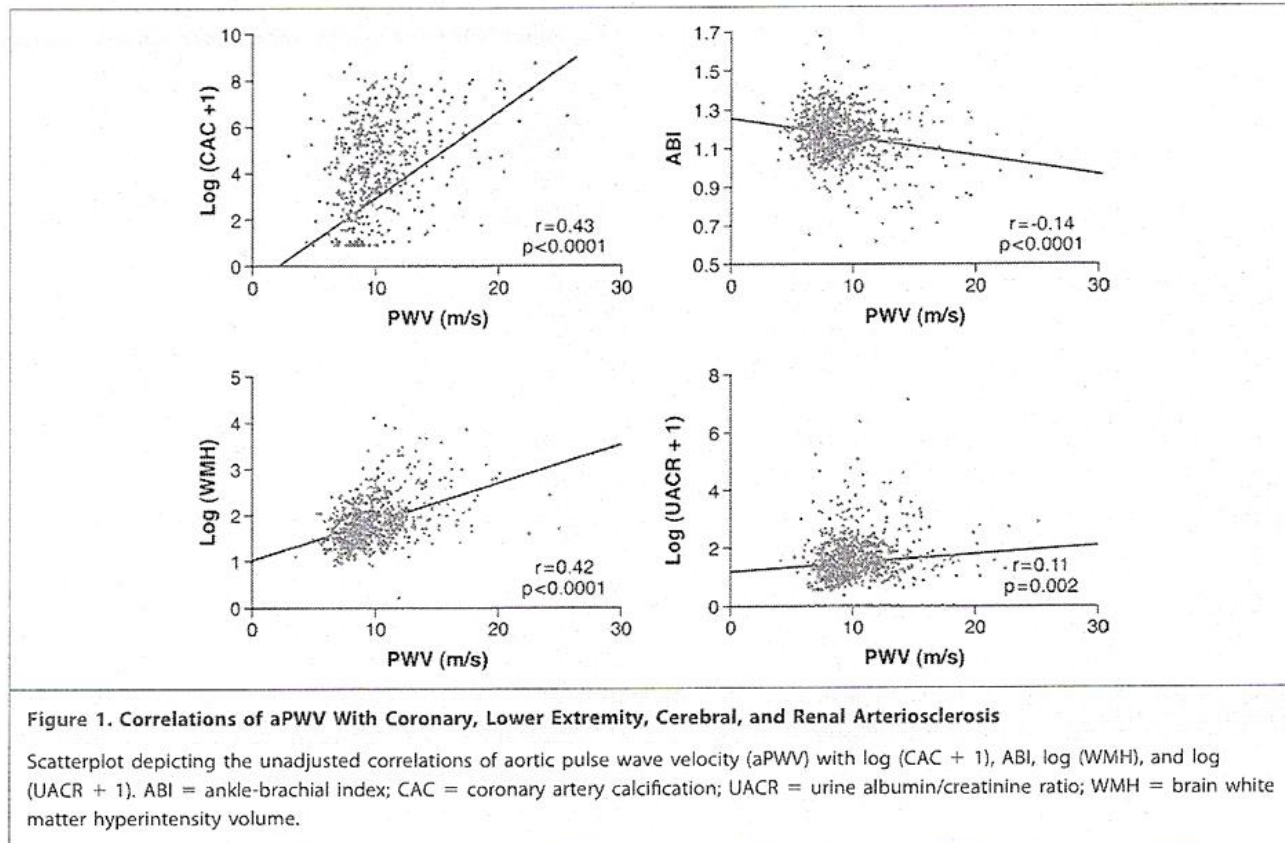 10
8
6
4
2
0
Log (CAC +1)
r=0.43
p<0.0001
0 10 20 30
PWV (m/s)
1.7
1.5
1.3
1.1
0.9
0.7
0.5
ABI
r=-0.14
p<0.0001
0 10 20 30
PWV (m/s)
5
4
3
2
1
0
Log (WMH)
r=0.42
p<0.0001
0 10 20 30
PWV (m/s)
8
6
4
2
0
Log (UACR + 1)
r=0.11
p=0.002
0 10 20 30
PWV (m/s)
Figure 1. Correlations of aPWV With Coronary, Lower Extremity, Cerebral, and Renal Arteriosclerosis
Scatterplot depicting the unadjusted correlations of aortic pulse wave velocity (aPWV) with log (CAC + 1), ABI, log (WMH), and log
(UACR + 1). ABI = ankle-brachial index; CAC = coronary artery calcification; UACR = urine albumin/creatinine ratio; WMH = brain white
matter hyperintensity volume.